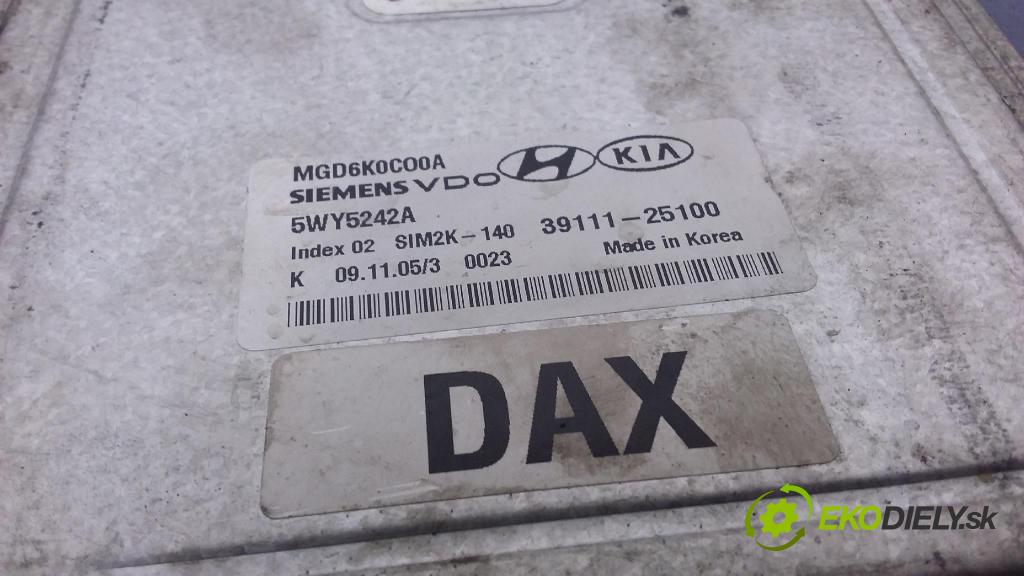 MGD6K0C00A
SIEMENS VDO KIA
5WY5242A
Index 02 SIM2K-140 39111-25100
K 09.11.05/3 0023 Made in Korea
DAX
EKODIELY.sk